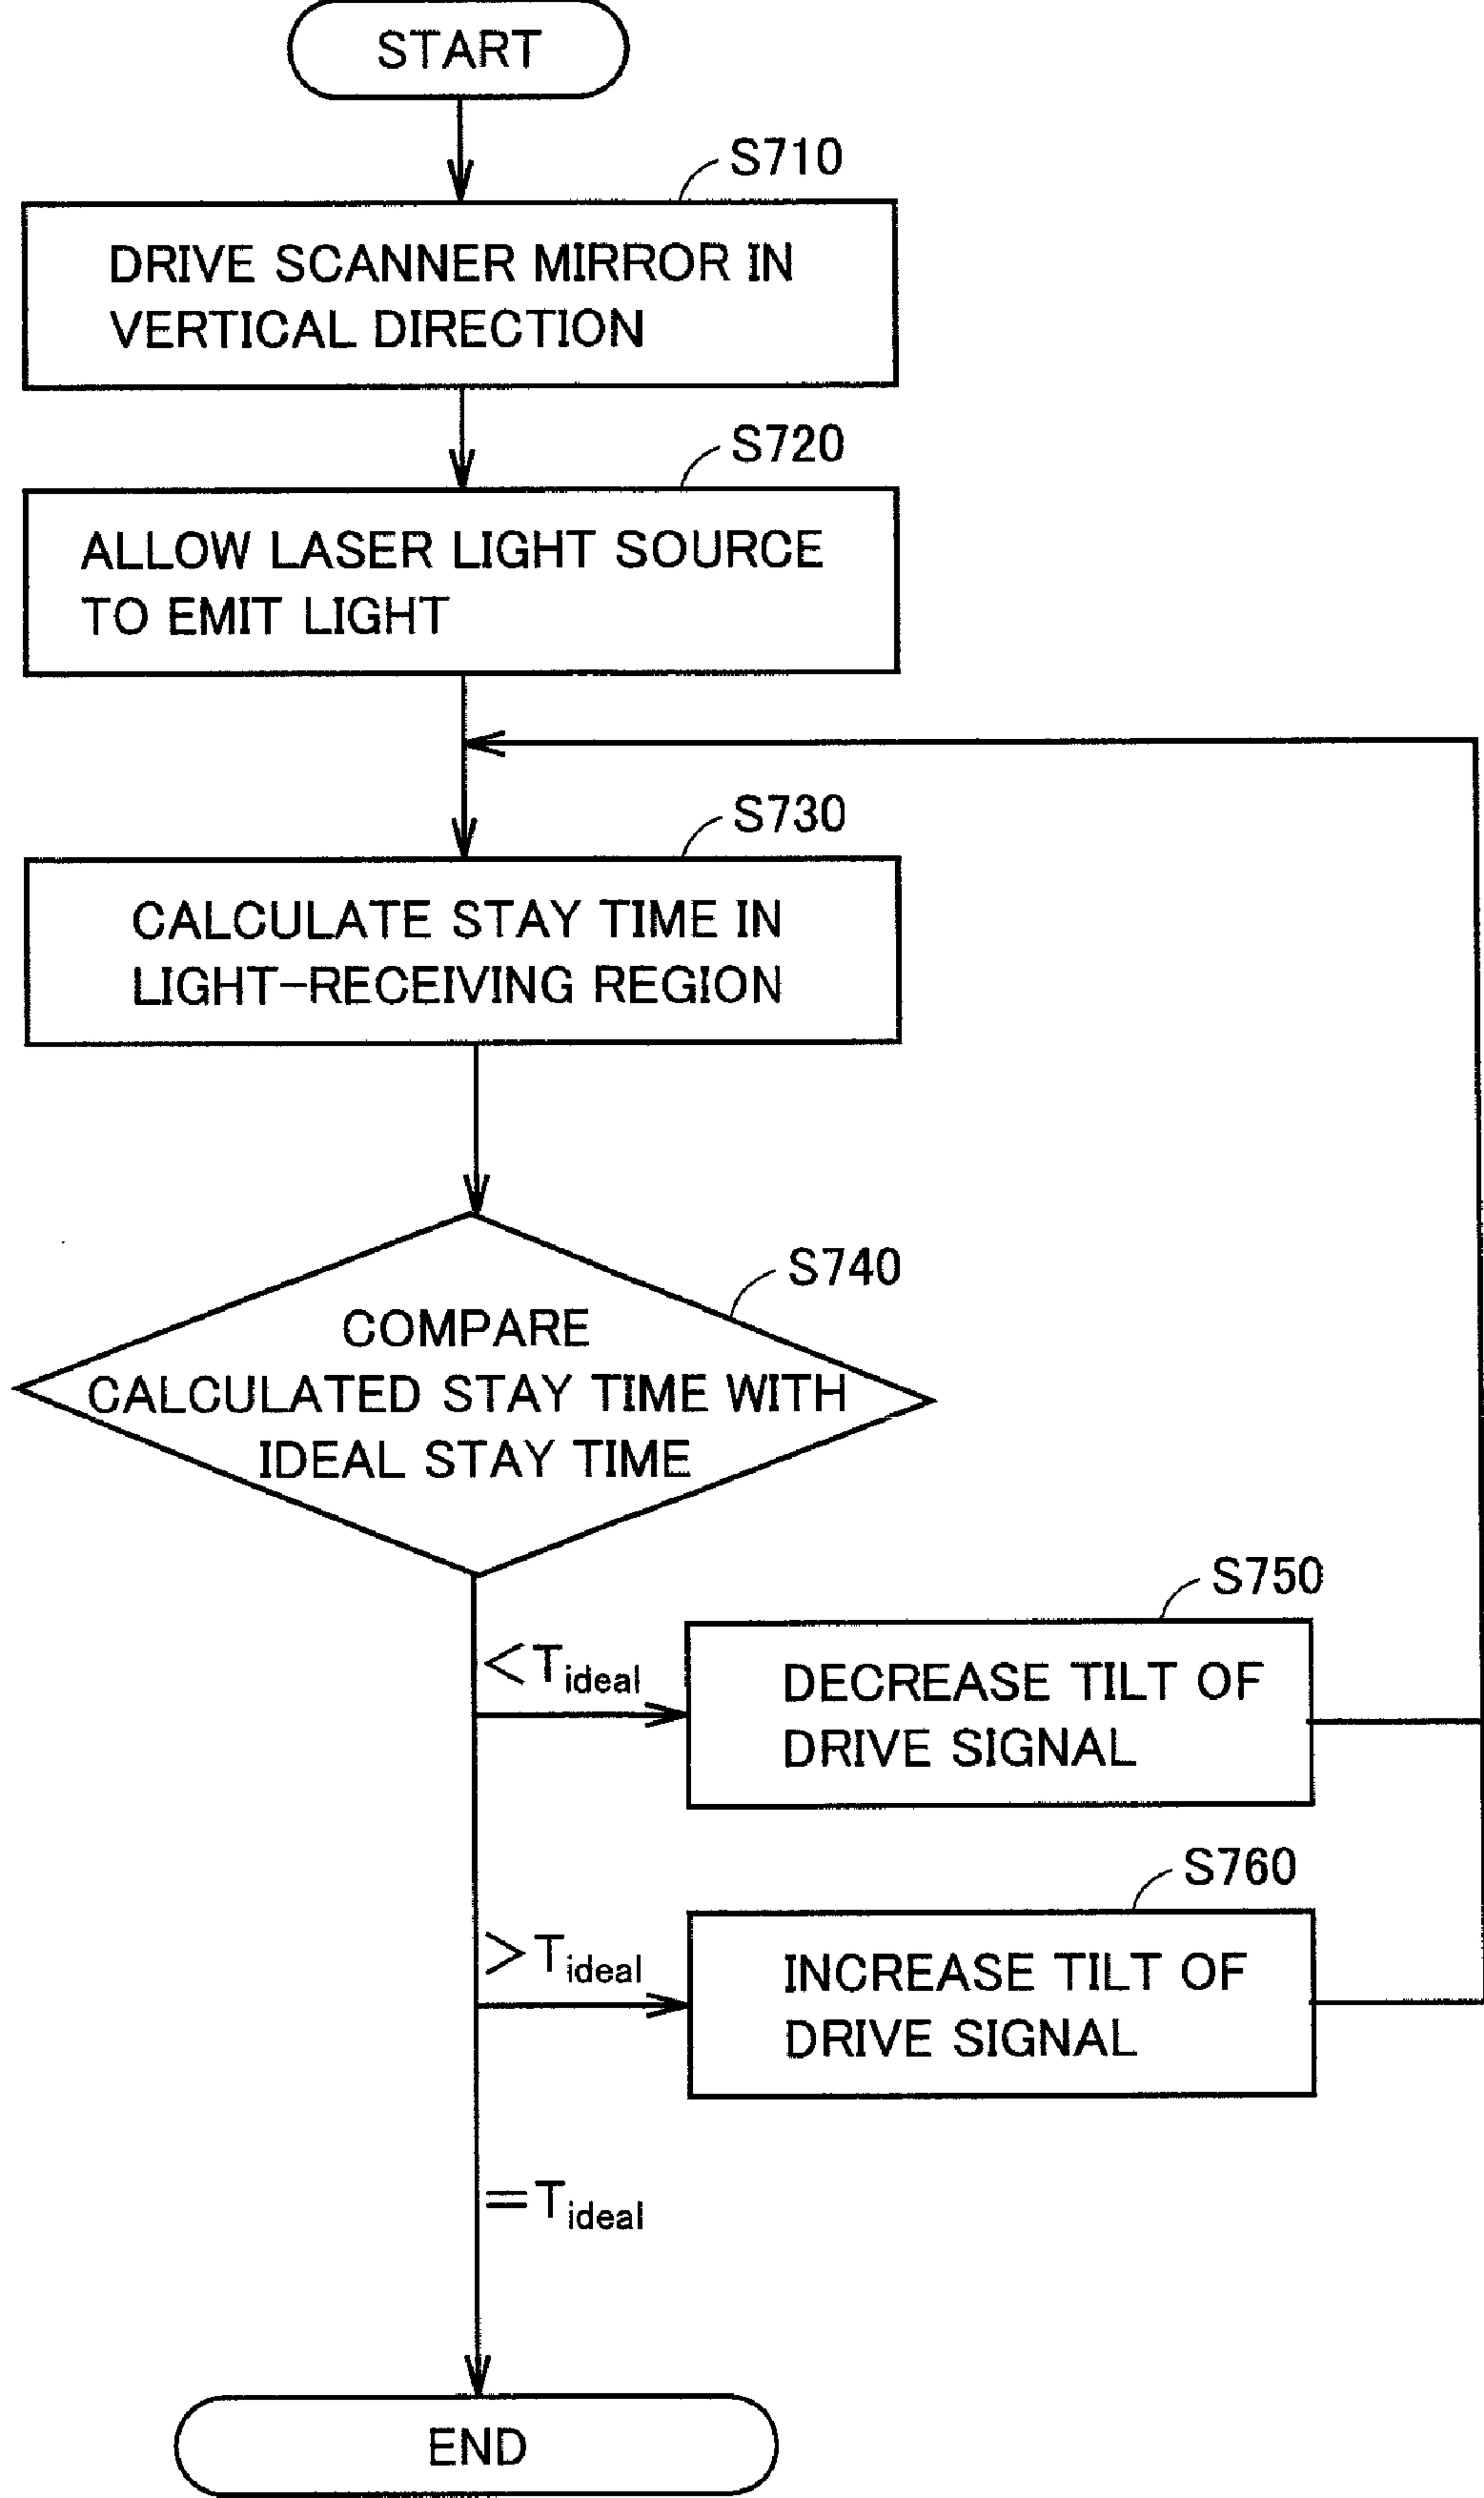 START
S710
DRIVE SCANNER MIRROR IN
VERTICAL DIRECTION
S720
ALLOW LASER LIGHT SOURCE
TO EMIT LIGHT
S730
CALCULATE STAY TIME IN
LIGHT-RECEIVING REGION
S740
COMPARE
CALCULATED STAY TIME WITH
IDEAL STAY TIME
S750
<Tideal
DECREASE TILT OF
DRIVE SIGNAL
S760
>Tideal
INCREASE TILT OF
DRIVE SIGNAL
=Tideal
END